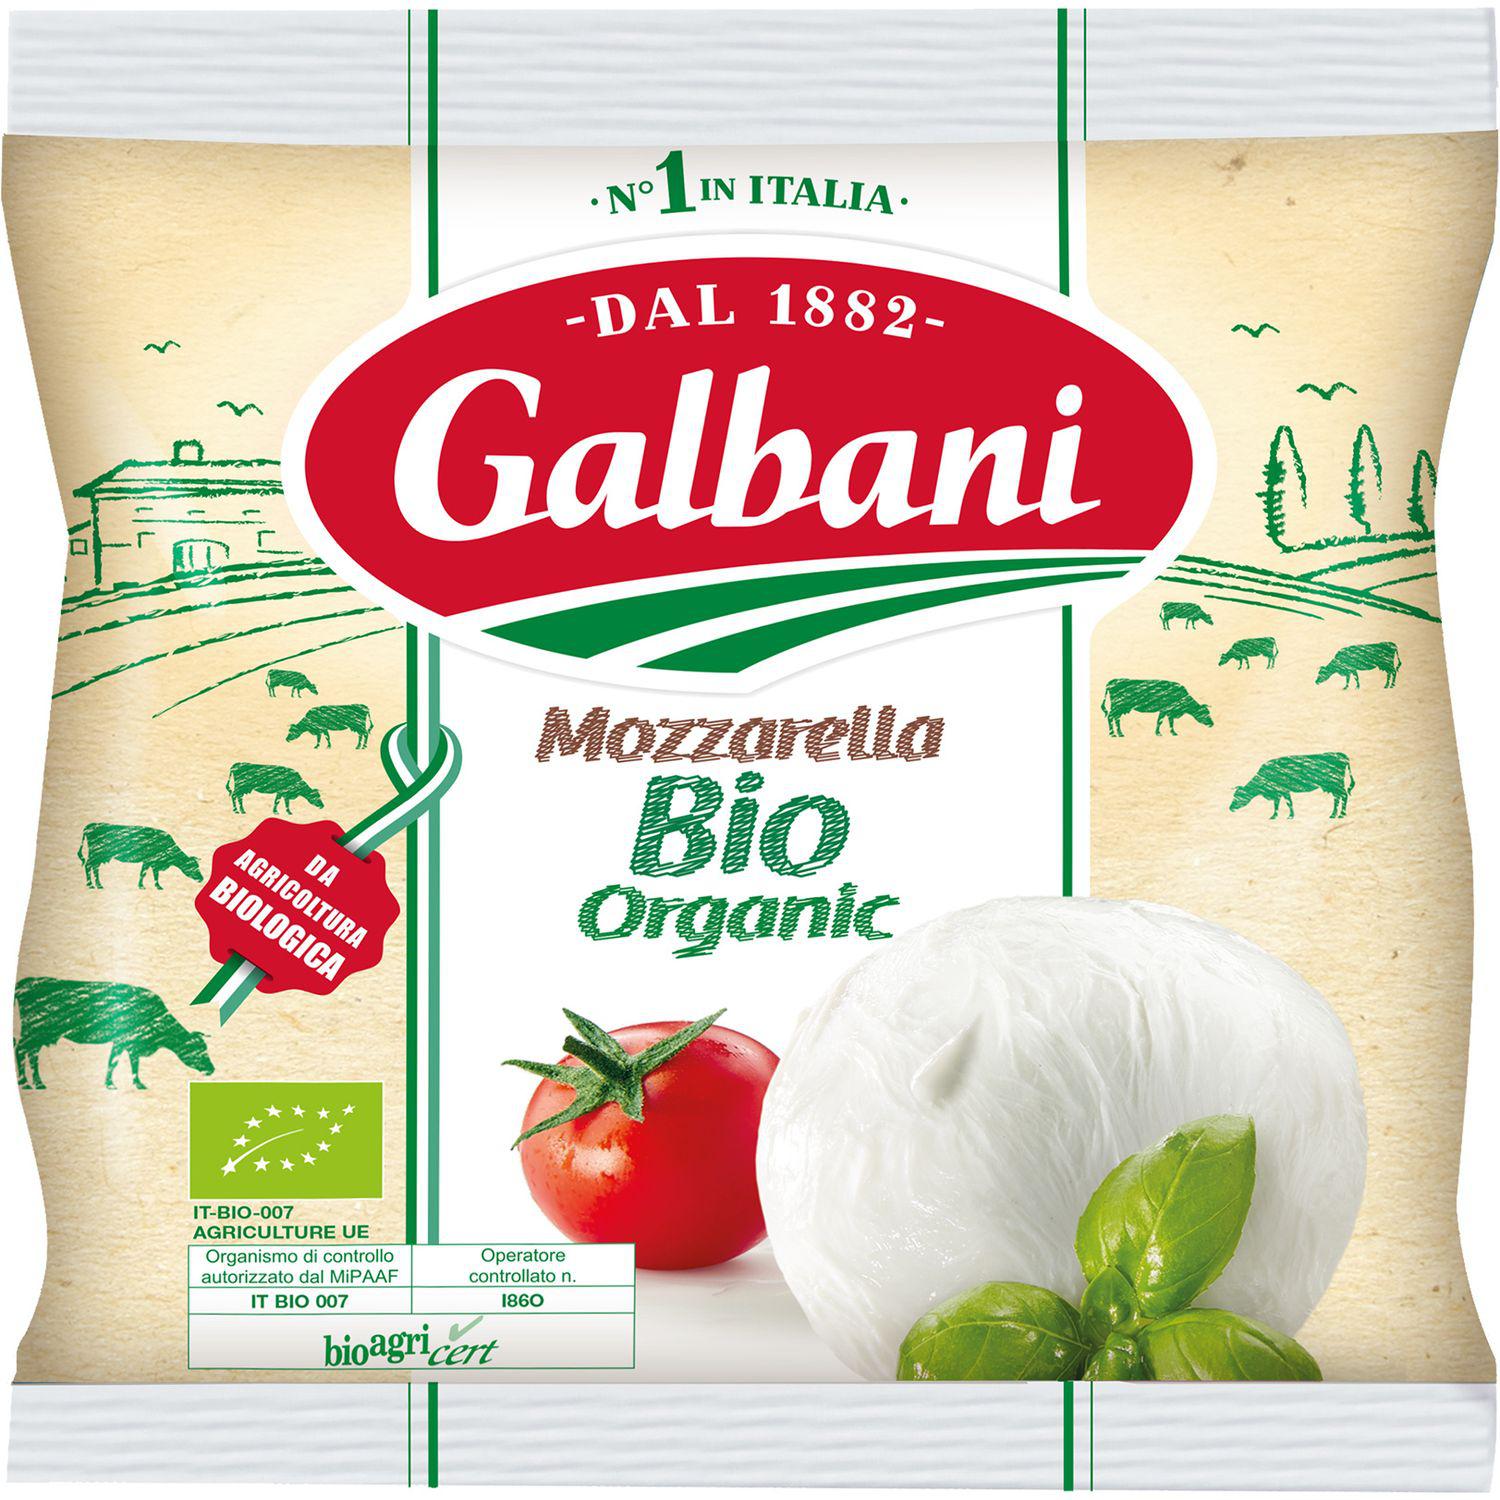 ·N° 1 IN ITALIA·
-DAL 1882-
Galbani
Mozzarella
Bio
Organic
DA
AGRICOLTURA
BIOLOGICA
IT-BIO-007
AGRICULTURE UE
Organismo di controllo
autorizzato dal MiPAAF
Operatore
controllato n.
IT BIO 007
I86O
bioagricert